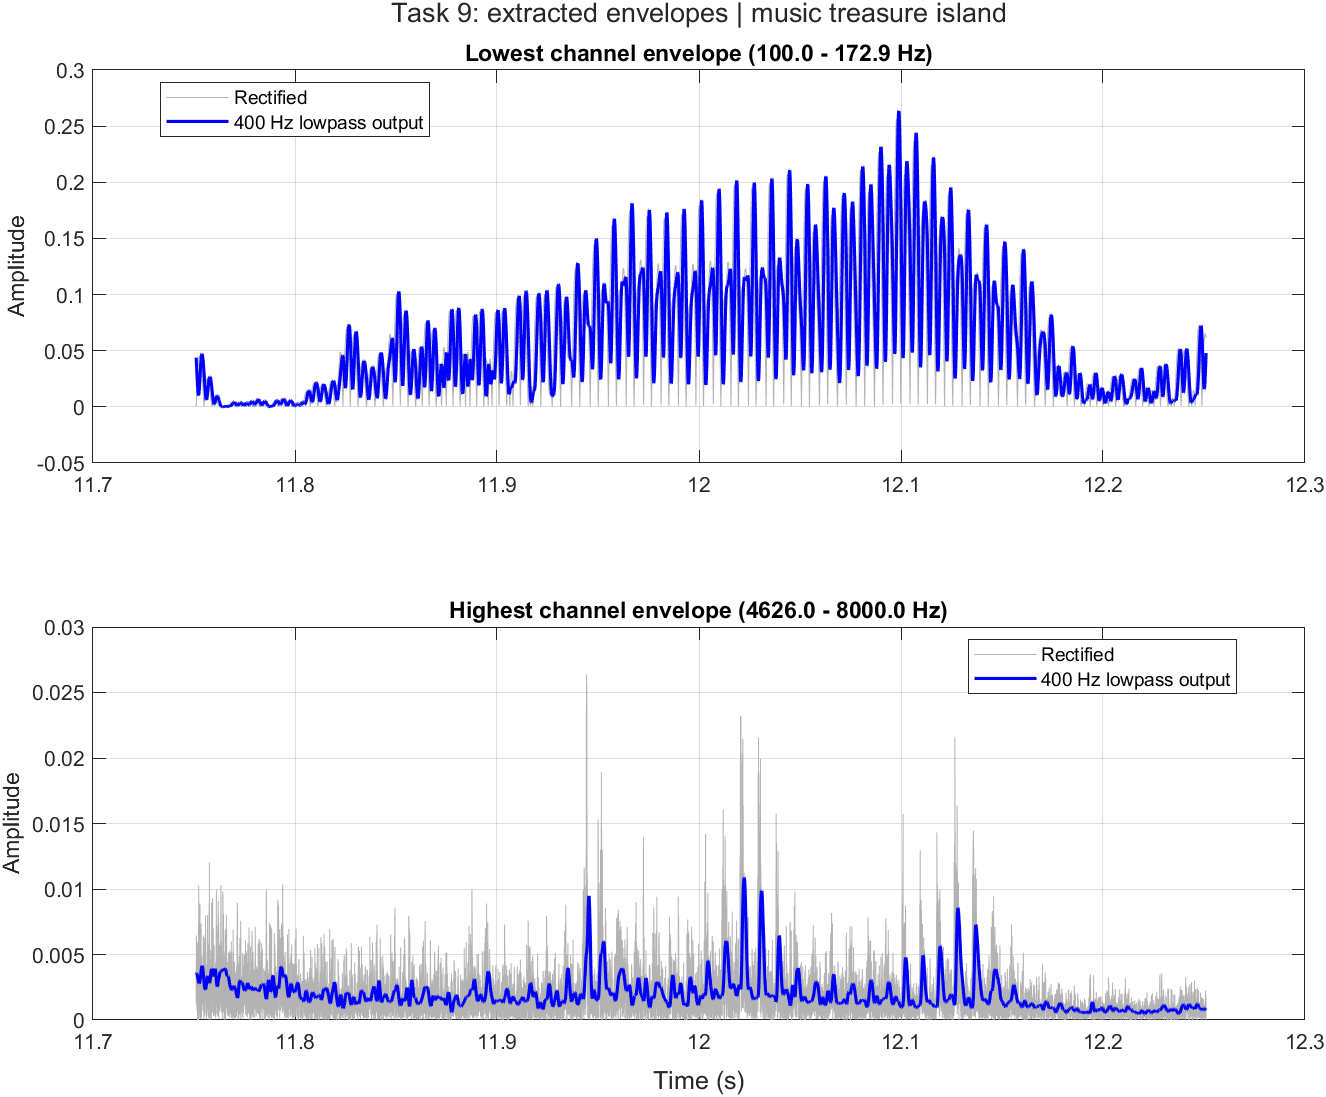 Task 9: extracted envelopes | music treasure island
Lowest channel envelope (100.0 - 172.9 Hz)
Rectified
400 Hz lowpass output
Amplitude
0.3
0.25
0.2
0.15
0.1
0.05
0
-0.05
11.7
11.8
11.9
12
12.1
12.2
12.3
Highest channel envelope (4626.0 - 8000.0 Hz)
Rectified
400 Hz lowpass output
Amplitude
0.03
0.025
0.02
0.015
0.01
0.005
0
11.7
11.8
11.9
12
12.1
12.2
12.3
Time (s)